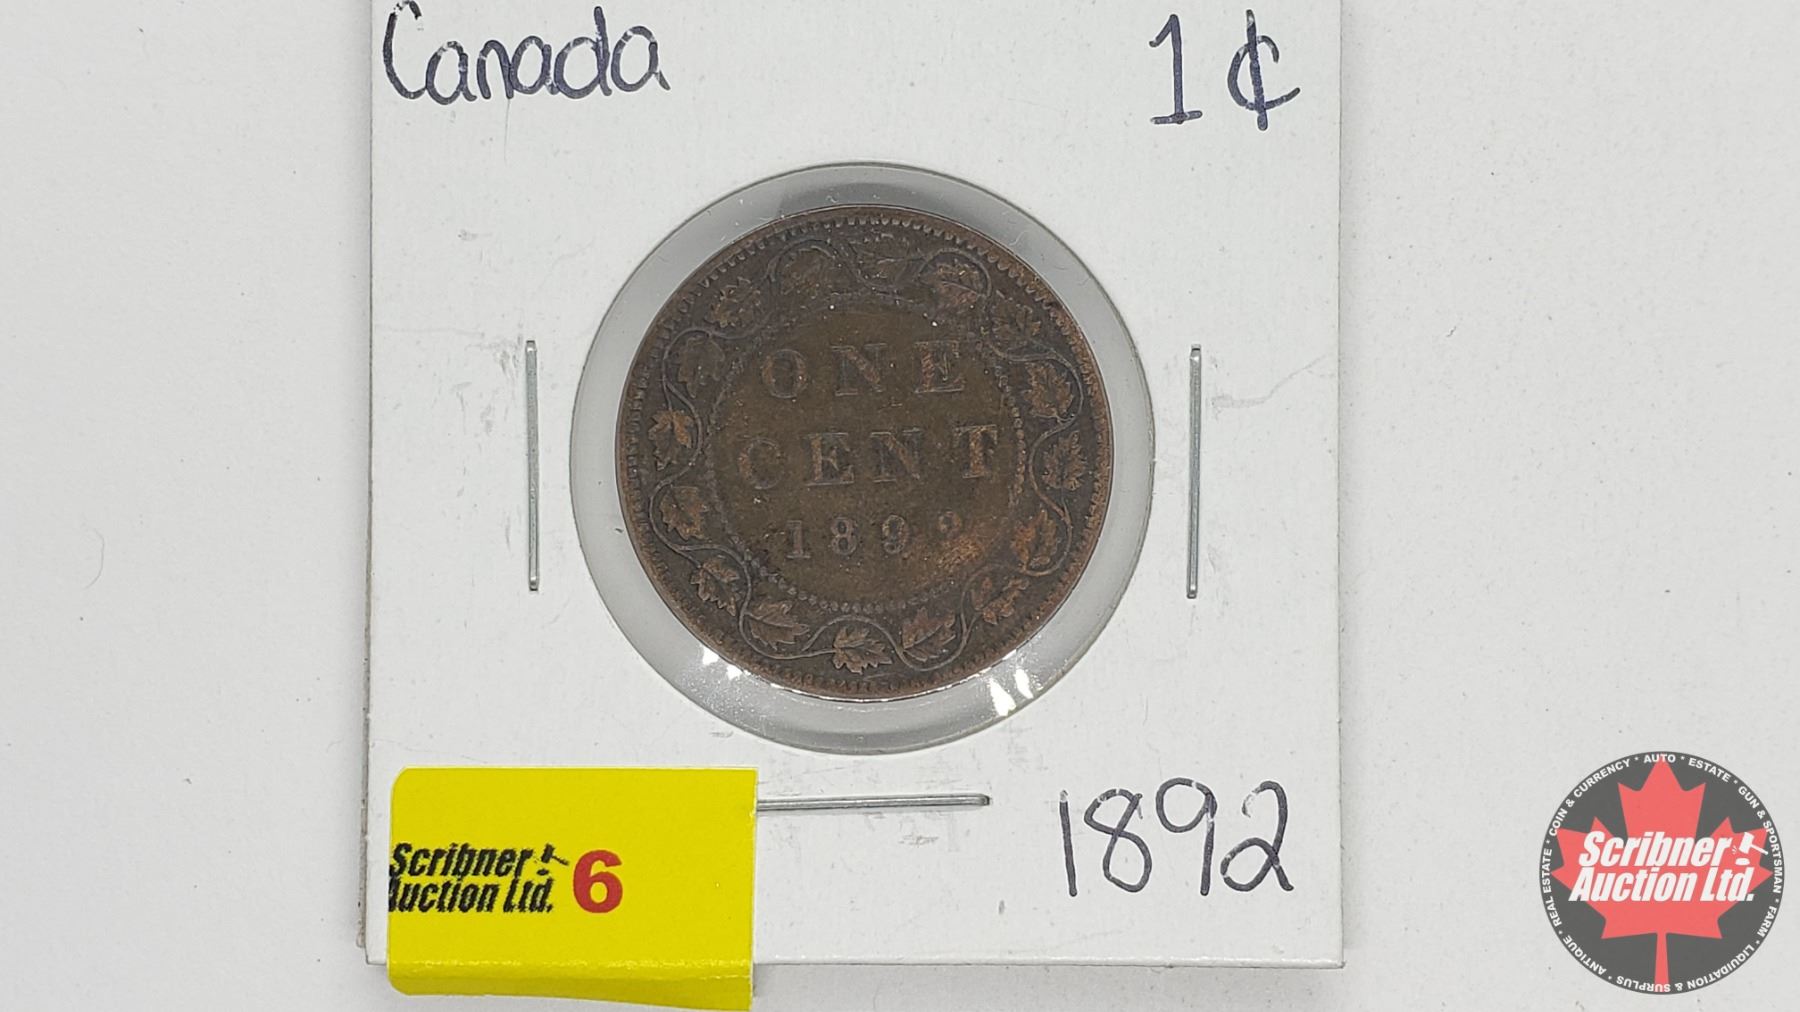 Canada 1¢
ONE
CENT
1892
Scribner 6
Auction Ltd.
1892
COIN & CURRENCY * AUTO * ESTATE * GUN & SPORTSMAN * FARM * LIQUIDATION & SURPLUS * ANTIQUE * REAL ESTATE *
Scribner
Auction Ltd.